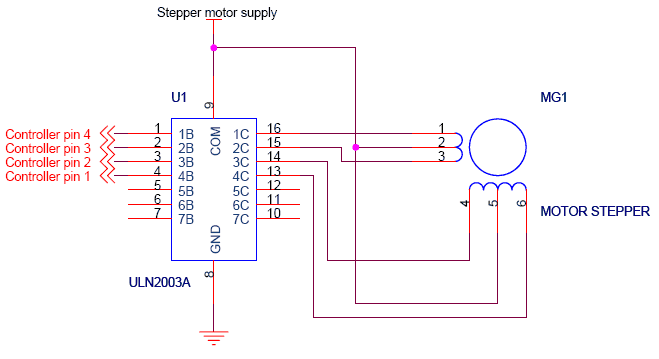 Stepper motor supply
U1
MG1
9
Controller pin 4 1 1B COM 1C 16 1
Controller pin 3 2 2B 2C 15 2
Controller pin 2 3 3B 3C 14 3
Controller pin 1 4 4B 4C 13
5 5B 5C 12
6 6B 6C 11
7 7B 7C 10
4 5 6
GND
MOTOR STEPPER
8
ULN2003A